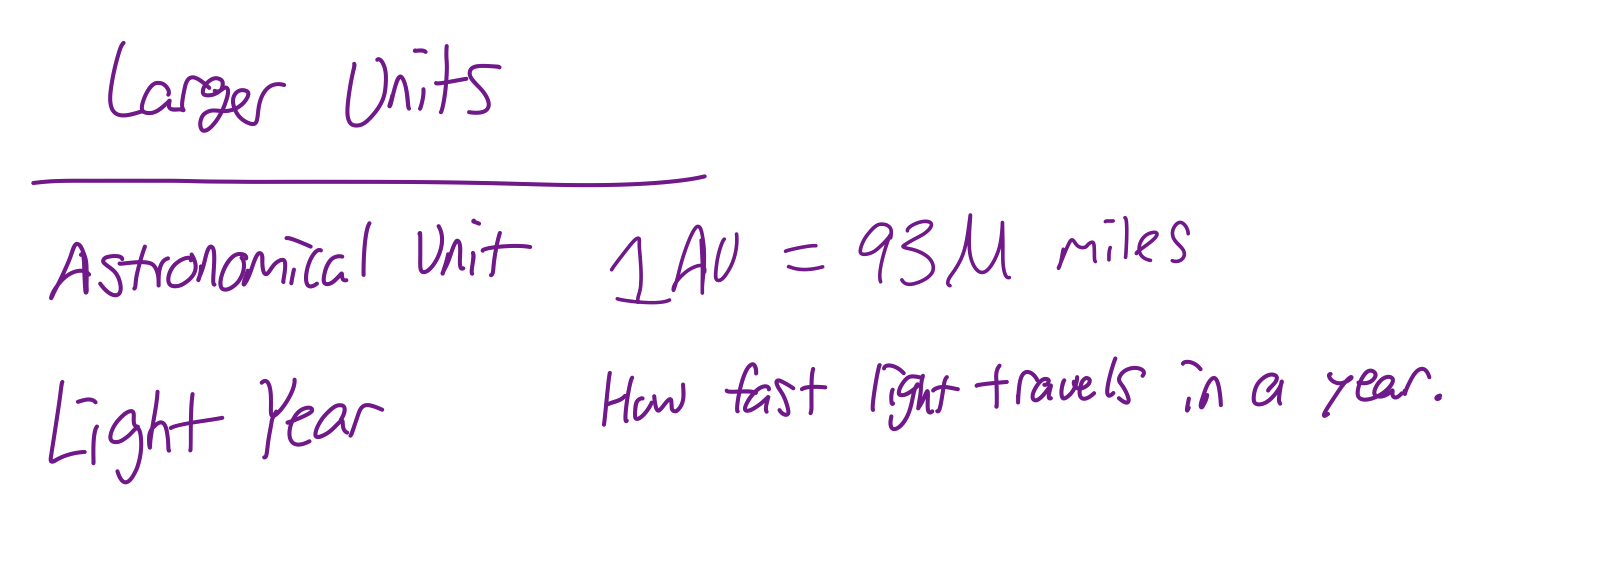 Larger Units
Astronomical Unit 1 AU = 93M miles
Light Year How fast light travels in a year.